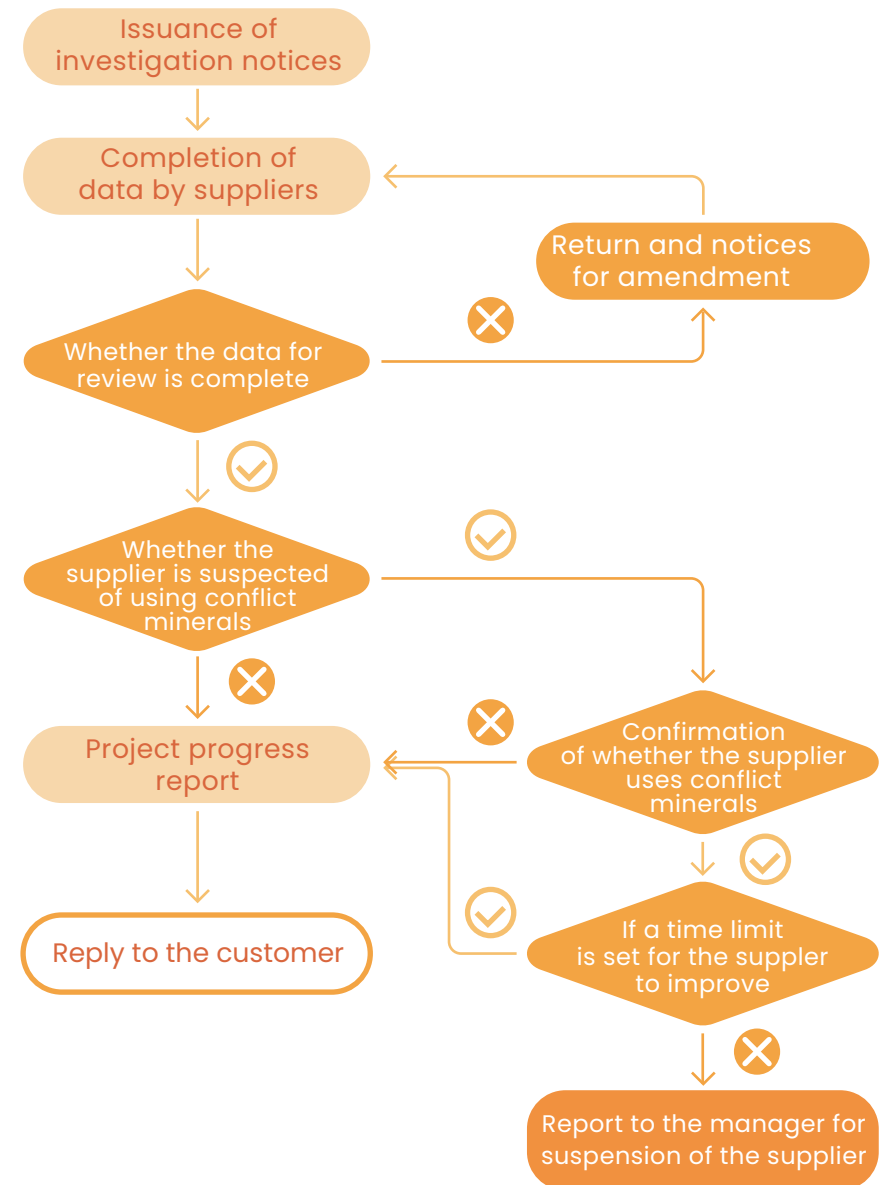 Issuance of
investigation notices
Completion of
data by suppliers
Return and notices
for amendment
Whether the data for
review is complete
Whether the
supplier is suspected
of using conflict
minerals
Project progress
report
Confirmation
of whether the supplier
uses conflict
minerals
Reply to the customer
If a time limit
is set for the suppler
to improve
Report to the manager for
suspension of the supplier